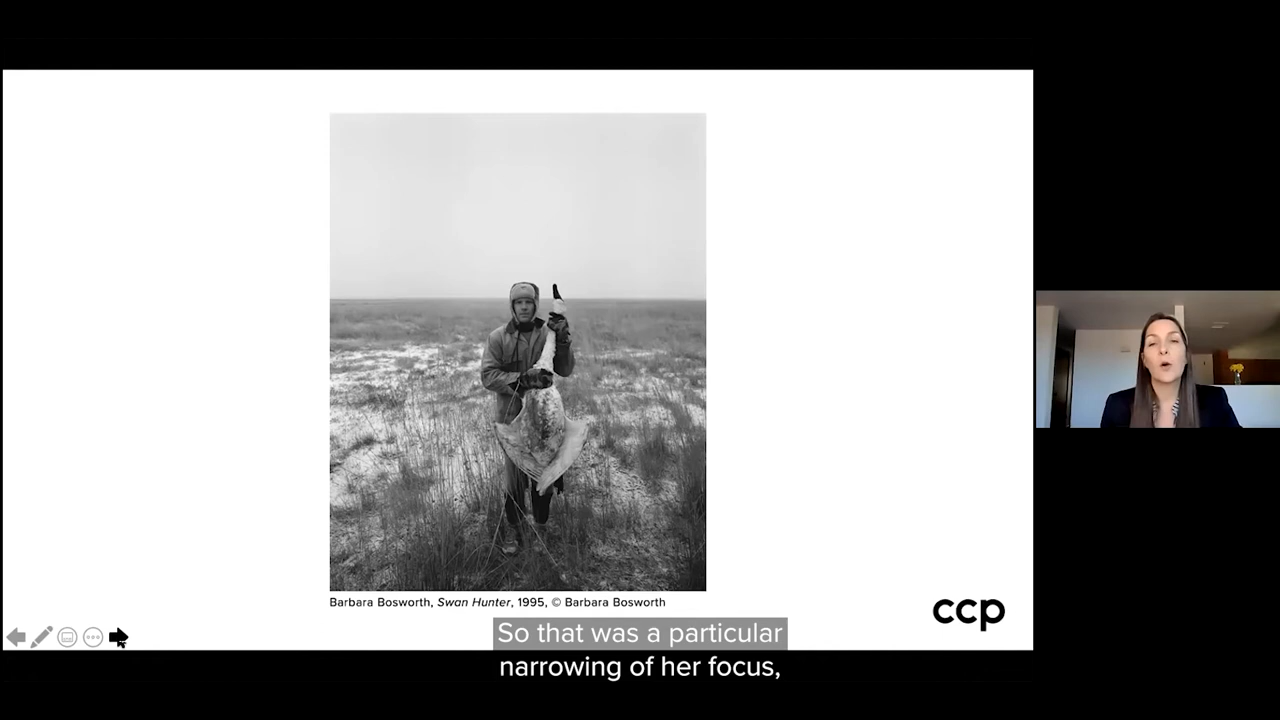 Barbara Bosworth, Swan Hunter, 1995, © Barbara Bosworth
ccp
So that was a particular
narrowing of her focus,